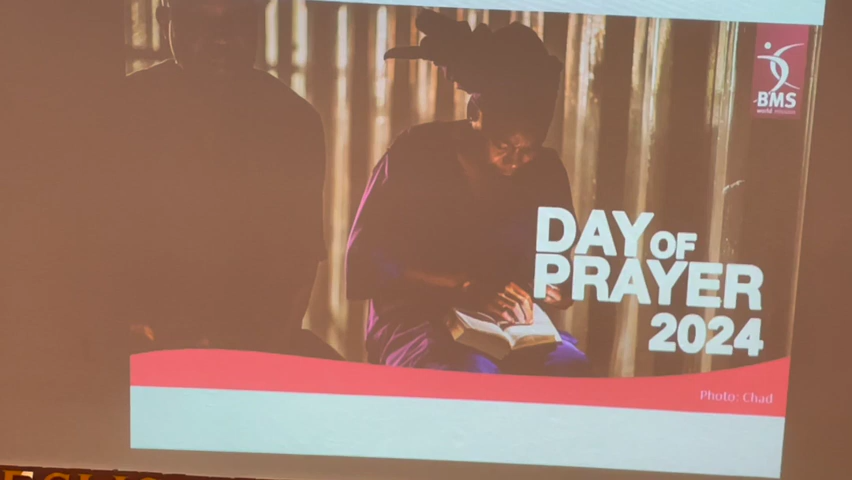 BMS
world mission
DAY OF
PRAYER
2024
Photo: Chad